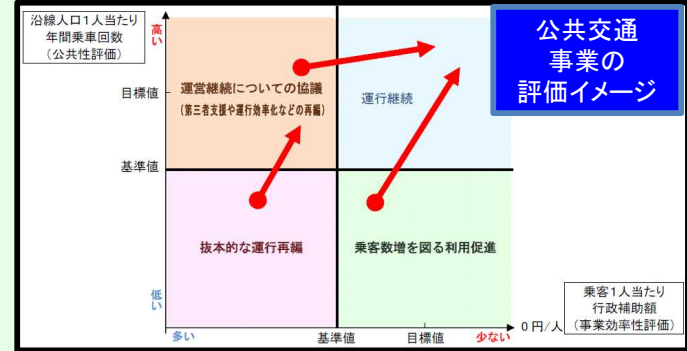 沿線人口1人当たり
年間乗車回数
(公共性評価)
高い
公共交通
事業の
評価イメージ
目標値
運営継続についての協議
(第三者支援や運行効率化などの再編)
運行継続
基準値
抜本的な運行再編
乗客数増を図る利用促進
低い
多い
基準値
目標値
少ない
0円/人
乗客1人当たり
行政補助額
(事業効率性評価)